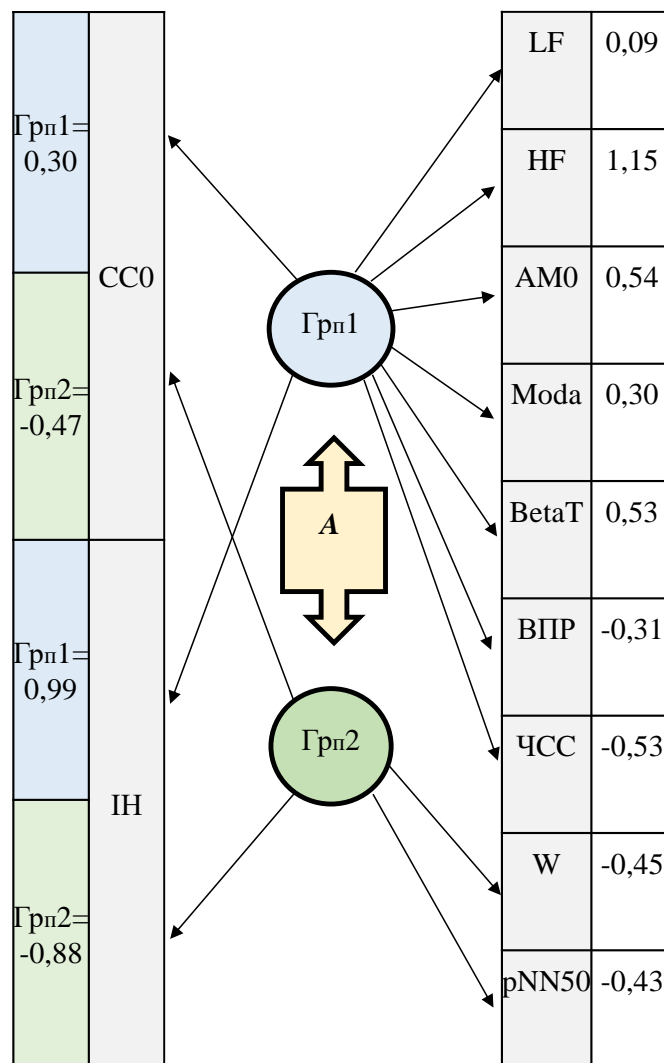 Грп1=
0,30
Грп2=
-0,47
СС0
Грп1=
0,99
Грп2=
-0,88
IH
Грп1
A
Грп2
LF 0,09
HF 1,15
AM0 0,54
Moda 0,30
BetaT 0,53
ВПР -0,31
ЧСС -0,53
W -0,45
pNN50 -0,43